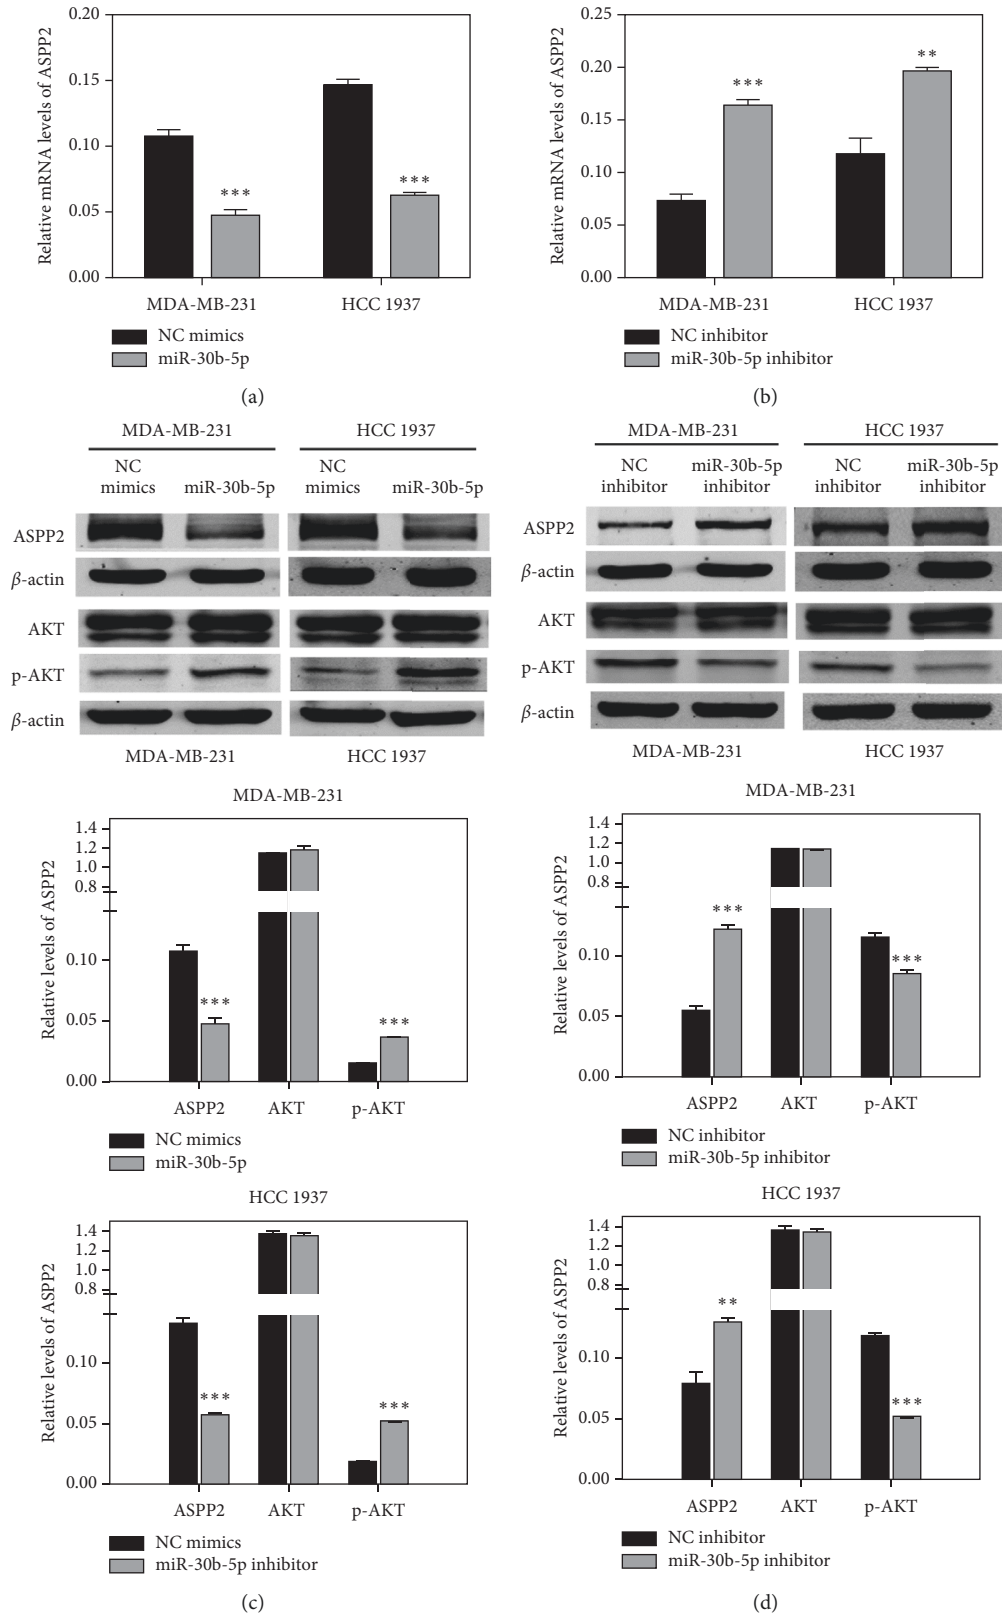 Relative mRNA levels of ASPP2
0.20
0.15
0.10
0.05
0.00
***
***
MDA-MB-231 HCC 1937
NC mimics
miR-30b-5p
(a)
Relative mRNA levels of ASPP2
0.25
0.20
0.15
0.10
0.05
0.00
***
**
MDA-MB-231 HCC 1937
NC inhibitor
miR-30b-5p inhibitor
(b)
MDA-MB-231 HCC 1937
NC
mimics
miR-30b-5p
NC
mimics
miR-30b-5p
ASPP2
β-actin
AKT
p-AKT
β-actin
MDA-MB-231 HCC 1937
MDA-MB-231
Relative levels of ASPP2
1.4
1.2
1.0
0.8
0.10
0.05
0.00
***
***
ASPP2 AKT p-AKT
NC mimics
miR-30b-5p
HCC 1937
Relative levels of ASPP2
1.4
1.2
1.0
0.8
0.10
0.05
0.00
***
***
ASPP2 AKT p-AKT
NC mimics
miR-30b-5p inhibitor
(c)
MDA-MB-231 HCC 1937
NC
inhibitor
miR-30b-5p
inhibitor
NC
inhibitor
miR-30b-5p
inhibitor
ASPP2
β-actin
AKT
p-AKT
β-actin
MDA-MB-231 HCC 1937
MDA-MB-231
Relative levels of ASPP2
1.4
1.2
1.0
0.8
0.10
0.05
0.00
***
***
ASPP2 AKT p-AKT
NC inhibitor
miR-30b-5p inhibitor
HCC 1937
Relative levels of ASPP2
1.4
1.2
1.0
0.8
0.10
0.05
0.00
**
***
ASPP2 AKT p-AKT
NC inhibitor
miR-30b-5p inhibitor
(d)